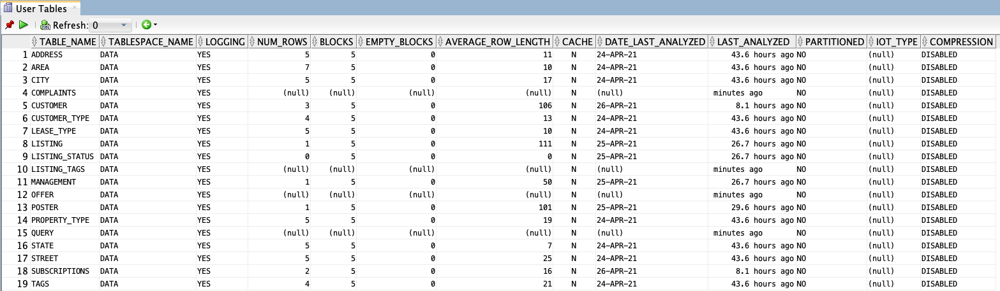 User Tables
Refresh: 0
TABLE_NAME TABLESPACE_NAME LOGGING NUM_ROWS BLOCKS EMPTY_BLOCKS AVERAGE_ROW_LENGTH CACHE DATE_LAST_ANALYZED LAST_ANALYZED PARTITIONED IOT_TYPE COMPRESSION
1 ADDRESS DATA YES 5 5 0 11 N 24-APR-21 43.6 hours ago NO (null) DISABLED
2 AREA DATA YES 7 5 0 10 N 24-APR-21 43.6 hours ago NO (null) DISABLED
3 CITY DATA YES 5 5 0 17 N 24-APR-21 43.6 hours ago NO (null) DISABLED
4 COMPLAINTS DATA YES (null) (null) (null) (null) N (null) minutes ago NO (null) DISABLED
5 CUSTOMER DATA YES 3 5 0 106 N 26-APR-21 8.1 hours ago NO (null) DISABLED
6 CUSTOMER_TYPE DATA YES 4 5 0 13 N 24-APR-21 43.6 hours ago NO (null) DISABLED
7 LEASE_TYPE DATA YES 5 5 0 10 N 24-APR-21 43.6 hours ago NO (null) DISABLED
8 LISTING DATA YES 1 5 0 111 N 25-APR-21 26.7 hours ago NO (null) DISABLED
9 LISTING_STATUS DATA YES 0 5 0 0 N 25-APR-21 26.7 hours ago NO (null) DISABLED
10 LISTING_TAGS DATA YES (null) (null) (null) (null) N (null) minutes ago NO (null) DISABLED
11 MANAGEMENT DATA YES 1 5 0 50 N 25-APR-21 26.7 hours ago NO (null) DISABLED
12 OFFER DATA YES (null) (null) (null) (null) N (null) minutes ago NO (null) DISABLED
13 POSTER DATA YES 1 5 0 101 N 25-APR-21 29.6 hours ago NO (null) DISABLED
14 PROPERTY_TYPE DATA YES 5 5 0 19 N 24-APR-21 43.6 hours ago NO (null) DISABLED
15 QUERY DATA YES (null) (null) (null) (null) N (null) minutes ago NO (null) DISABLED
16 STATE DATA YES 5 5 0 7 N 24-APR-21 43.6 hours ago NO (null) DISABLED
17 STREET DATA YES 5 5 0 25 N 24-APR-21 43.6 hours ago NO (null) DISABLED
18 SUBSCRIPTIONS DATA YES 2 5 0 16 N 26-APR-21 8.1 hours ago NO (null) DISABLED
19 TAGS DATA YES 4 5 0 21 N 24-APR-21 43.6 hours ago NO (null) DISABLED